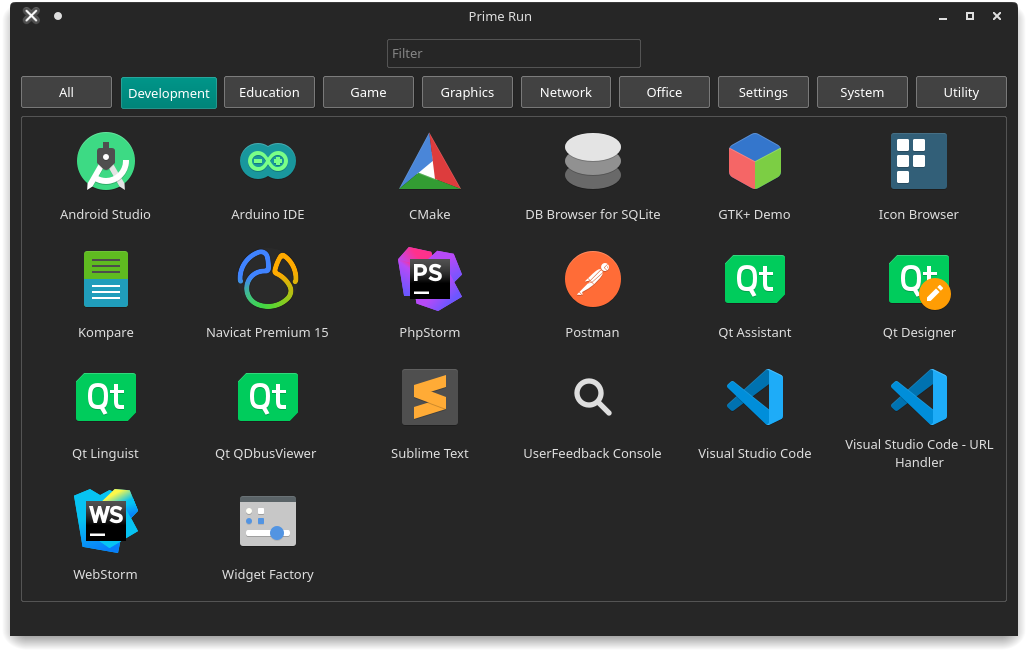 Prime Run
Filter
All Development Education Game Graphics Network Office Settings System Utility
Android Studio Arduino IDE CMake DB Browser for SQLite GTK+ Demo Icon Browser
PS
Qt
Qt
Kompare Navicat Premium 15 PhpStorm Postman Qt Assistant Qt Designer
Qt
Qt
Qt Linguist Qt QDbusViewer Sublime Text UserFeedback Console Visual Studio Code Visual Studio Code - URL
Handler
WS
WebStorm Widget Factory